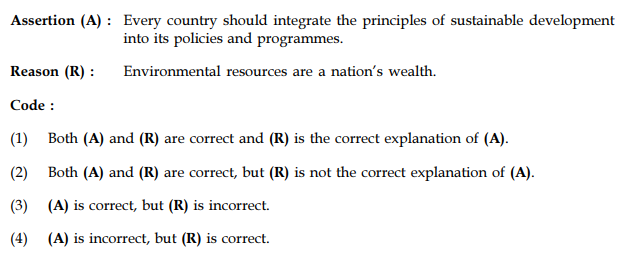 Assertion (A) : Every country should integrate the principles of sustainable development
into its policies and programmes.
Reason (R) : Environmental resources are a nation's wealth.
Code :
(1) Both (A) and (R) are correct and (R) is the correct explanation of (A).
(2) Both (A) and (R) are correct, but (R) is not the correct explanation of (A).
(3) (A) is correct, but (R) is incorrect.
(4) (A) is incorrect, but (R) is correct.